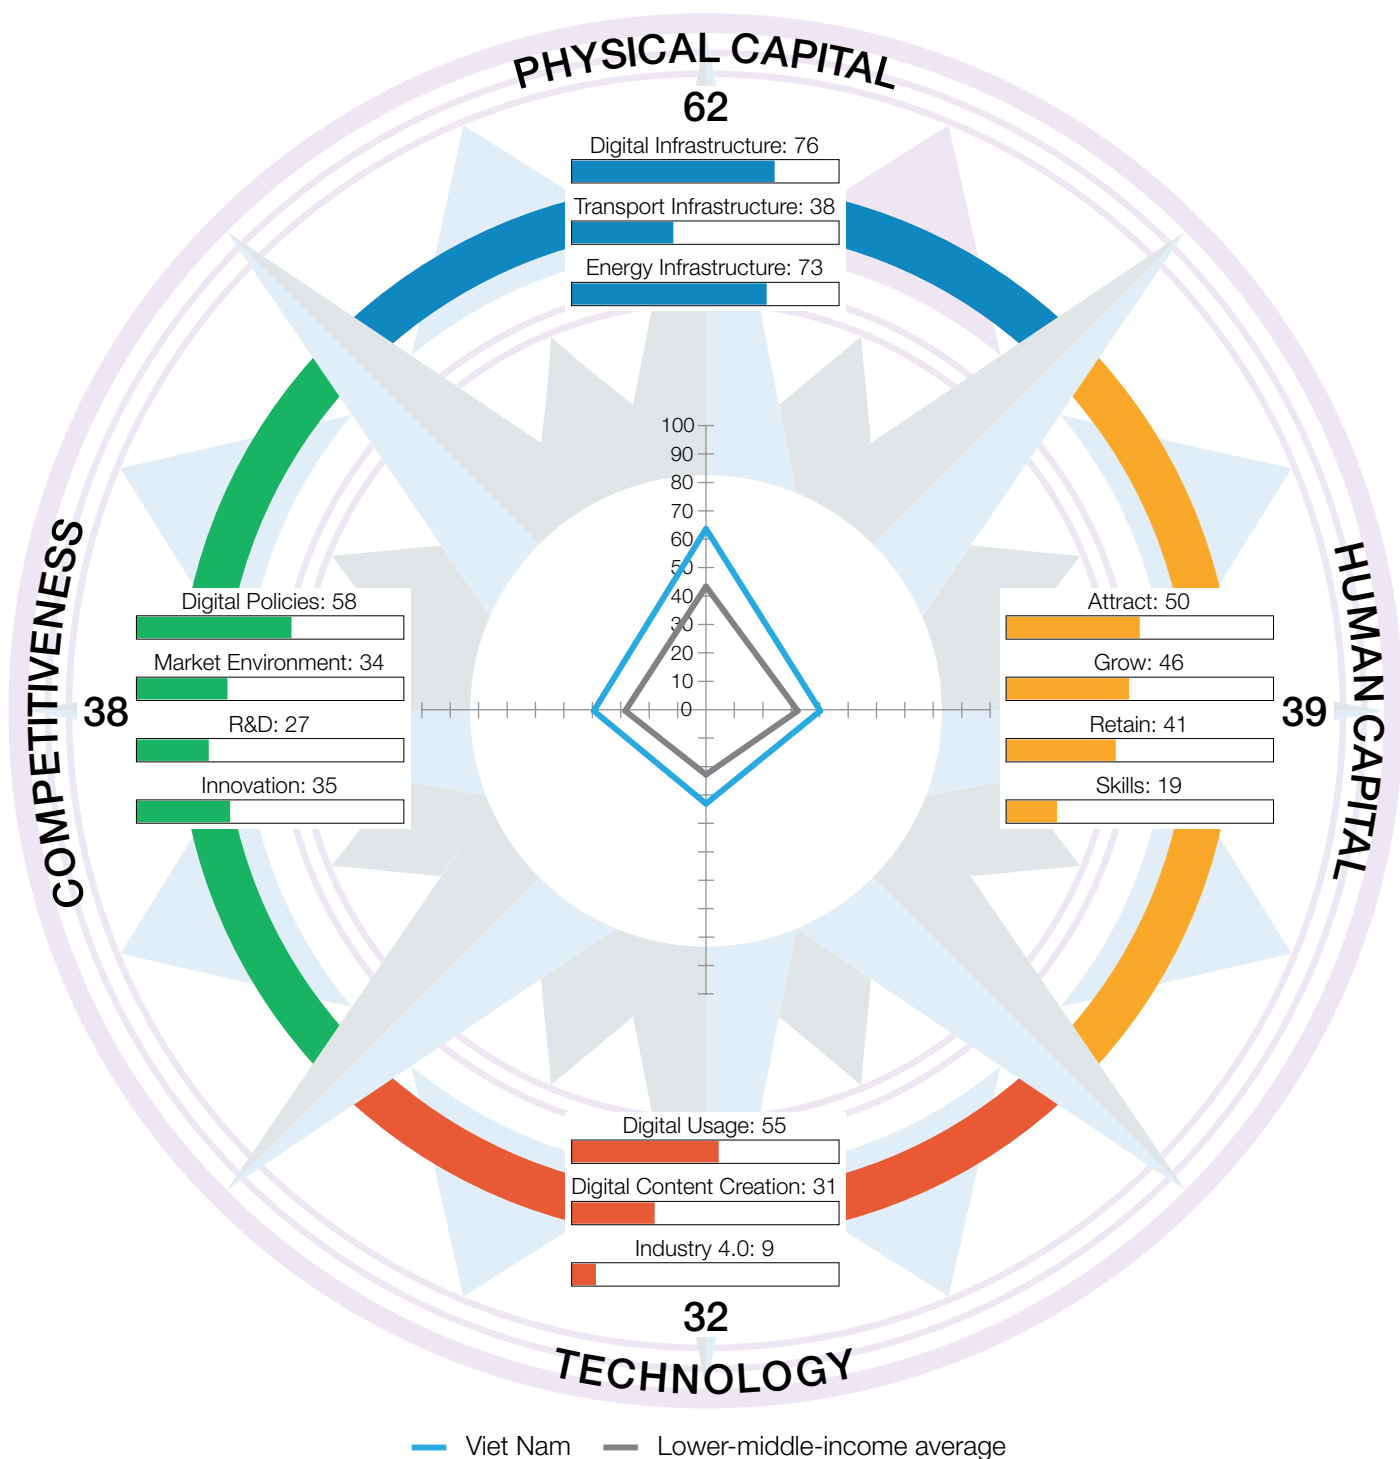 PHYSICAL CAPITAL
62
Digital Infrastructure: 76
Transport Infrastructure: 38
Energy Infrastructure: 73
100
90
80
70
60
50
40
30
20
10
0
COMPETITIVENESS
38
Digital Policies: 58
Market Environment: 34
R&D: 27
Innovation: 35
HUMAN CAPITAL
39
Attract: 50
Grow: 46
Retain: 41
Skills: 19
Digital Usage: 55
Digital Content Creation: 31
Industry 4.0: 9
32
TECHNOLOGY
Viet Nam
Lower-middle-income average